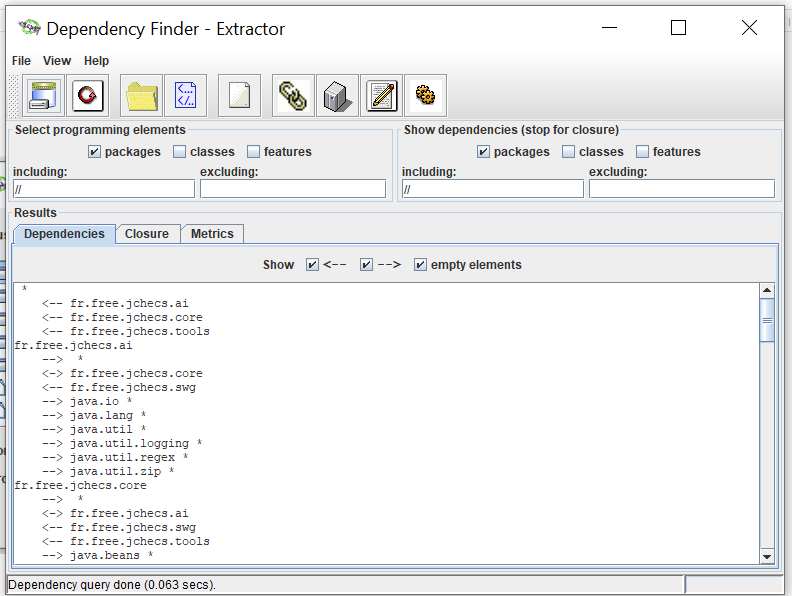 Dependency Finder - Extractor
File View Help
Select programming elements
packages classes features
including: excluding:
//
Show dependencies (stop for closure)
packages classes features
including: excluding:
//
Results
Dependencies Closure Metrics
Show <-- --> empty elements
*
<-- fr.free.jchecs.ai
<-- fr.free.jchecs.core
<-- fr.free.jchecs.tools
fr.free.jchecs.ai
--> *
<-> fr.free.jchecs.core
<-- fr.free.jchecs.swg
--> java.io *
--> java.lang *
--> java.util *
--> java.util.logging *
--> java.util.regex *
--> java.util.zip *
fr.free.jchecs.core
--> *
<-> fr.free.jchecs.ai
<-- fr.free.jchecs.swg
<-- fr.free.jchecs.tools
--> java.beans *
Dependency query done (0.063 secs).